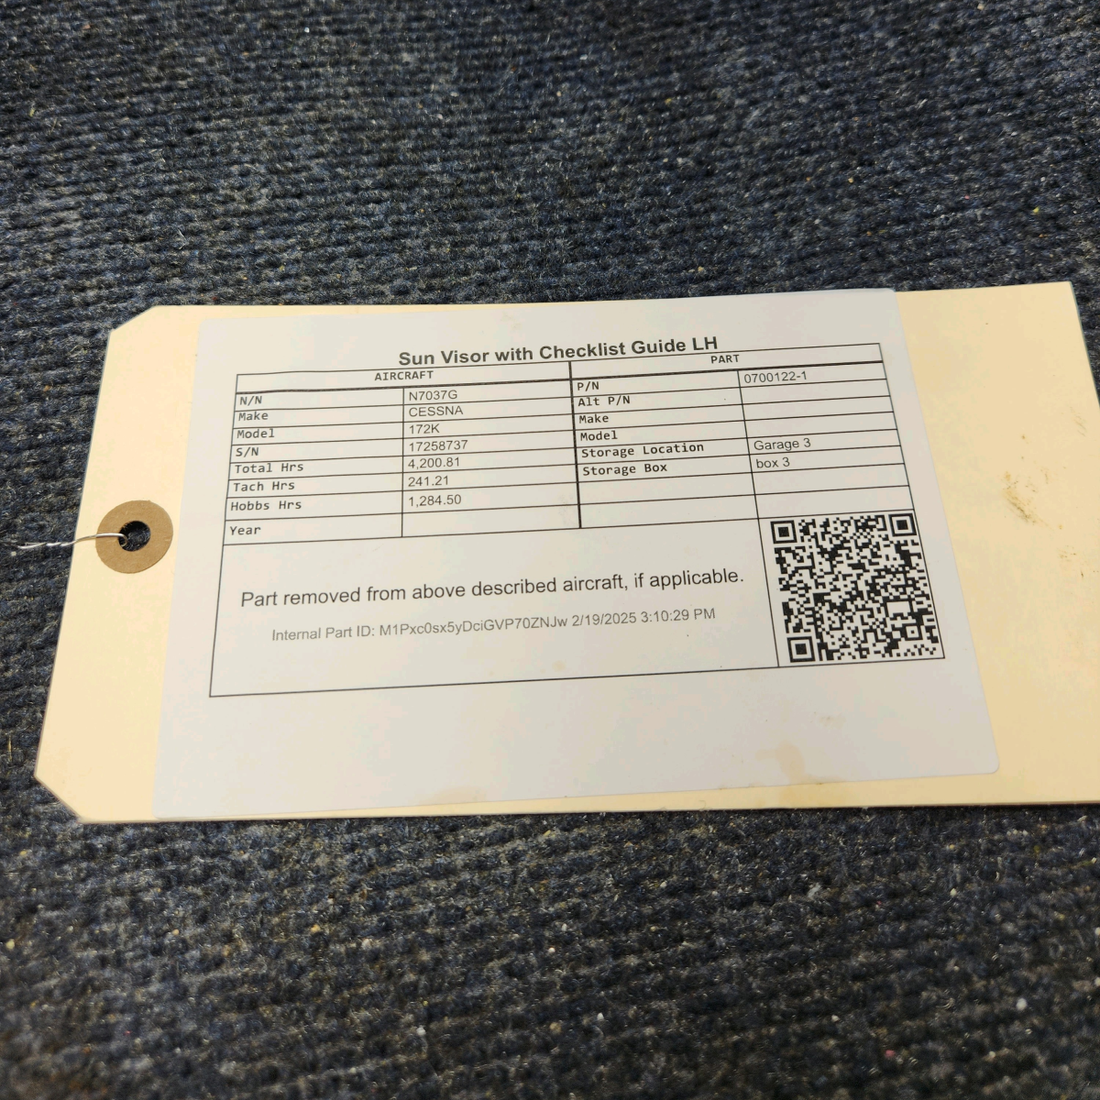 Sun Visor with Checklist Guide LH
AIRCRAFT PART
N/N N7037G P/N 0700122-1
Make CESSNA Alt P/N
Model 172K Make
S/N 17258737 Model
Total Hrs 4,200.81 Storage Location Garage 3
Tach Hrs 241.21 Storage Box box 3
Hobbs Hrs 1,284.50
Year
Part removed from above described aircraft, if applicable.
Internal Part ID: M1Pxc0sx5yDciGVP70ZNJw 2/19/2025 3:10:29 PM